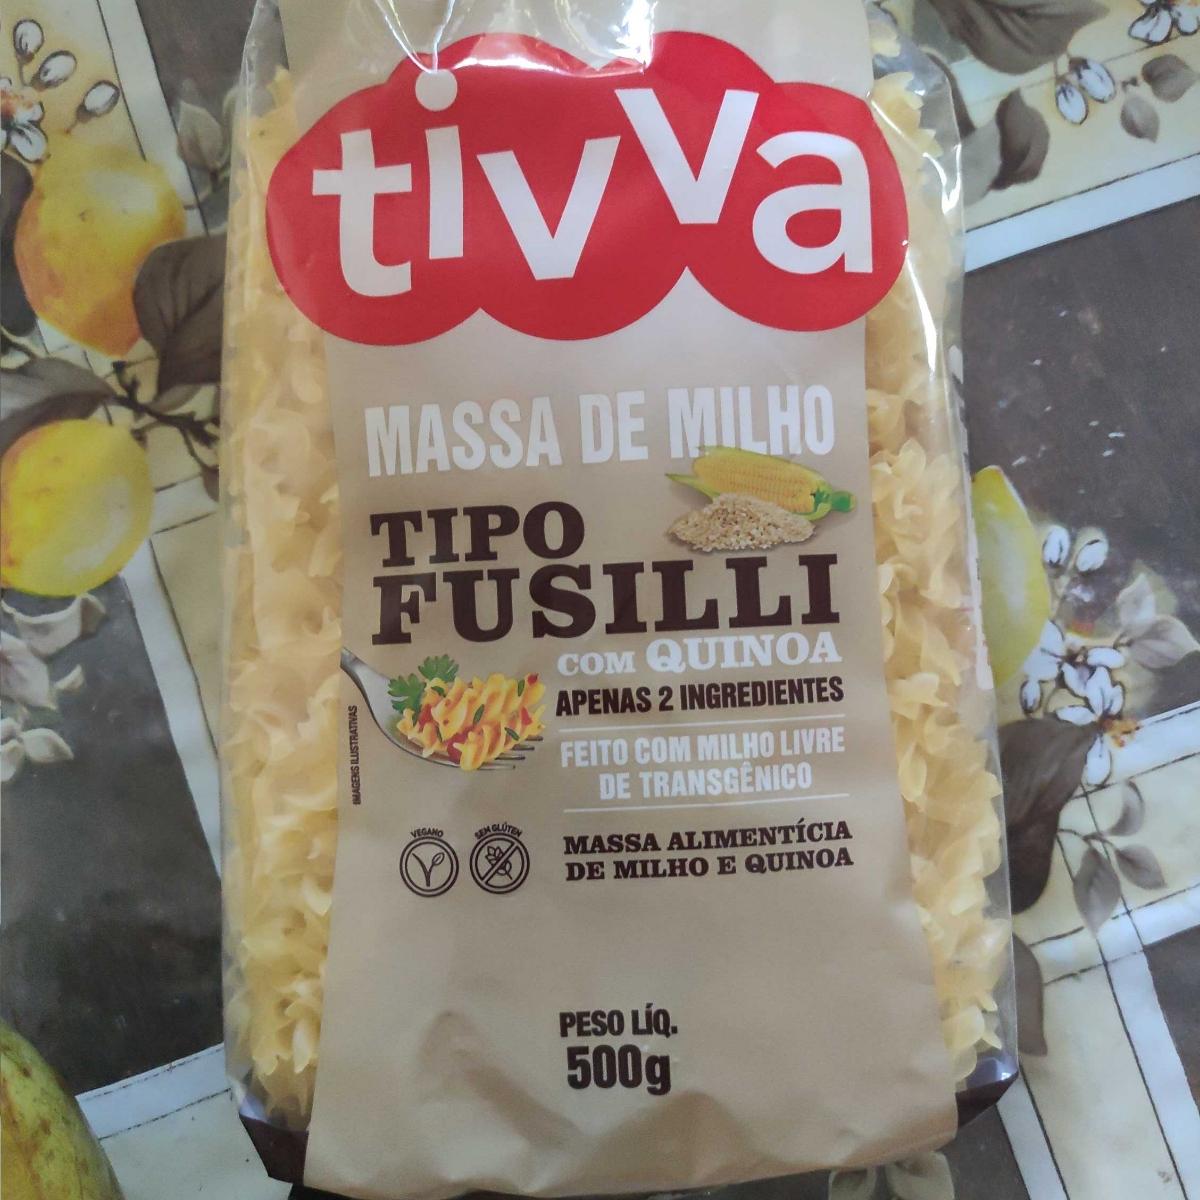 tivva
MASSA DE MILHO
TIPO
FUSILLI
COM QUINOA
APENAS 2 INGREDIENTES
FEITO COM MILHO LIVRE
DE TRANSGÊNICO
IMAGENS ILUSTRATIVAS
VEGANO
SEM GLÚTEN
MASSA ALIMENTÍCIA
DE MILHO E QUINOA
PESO LÍQ.
500g